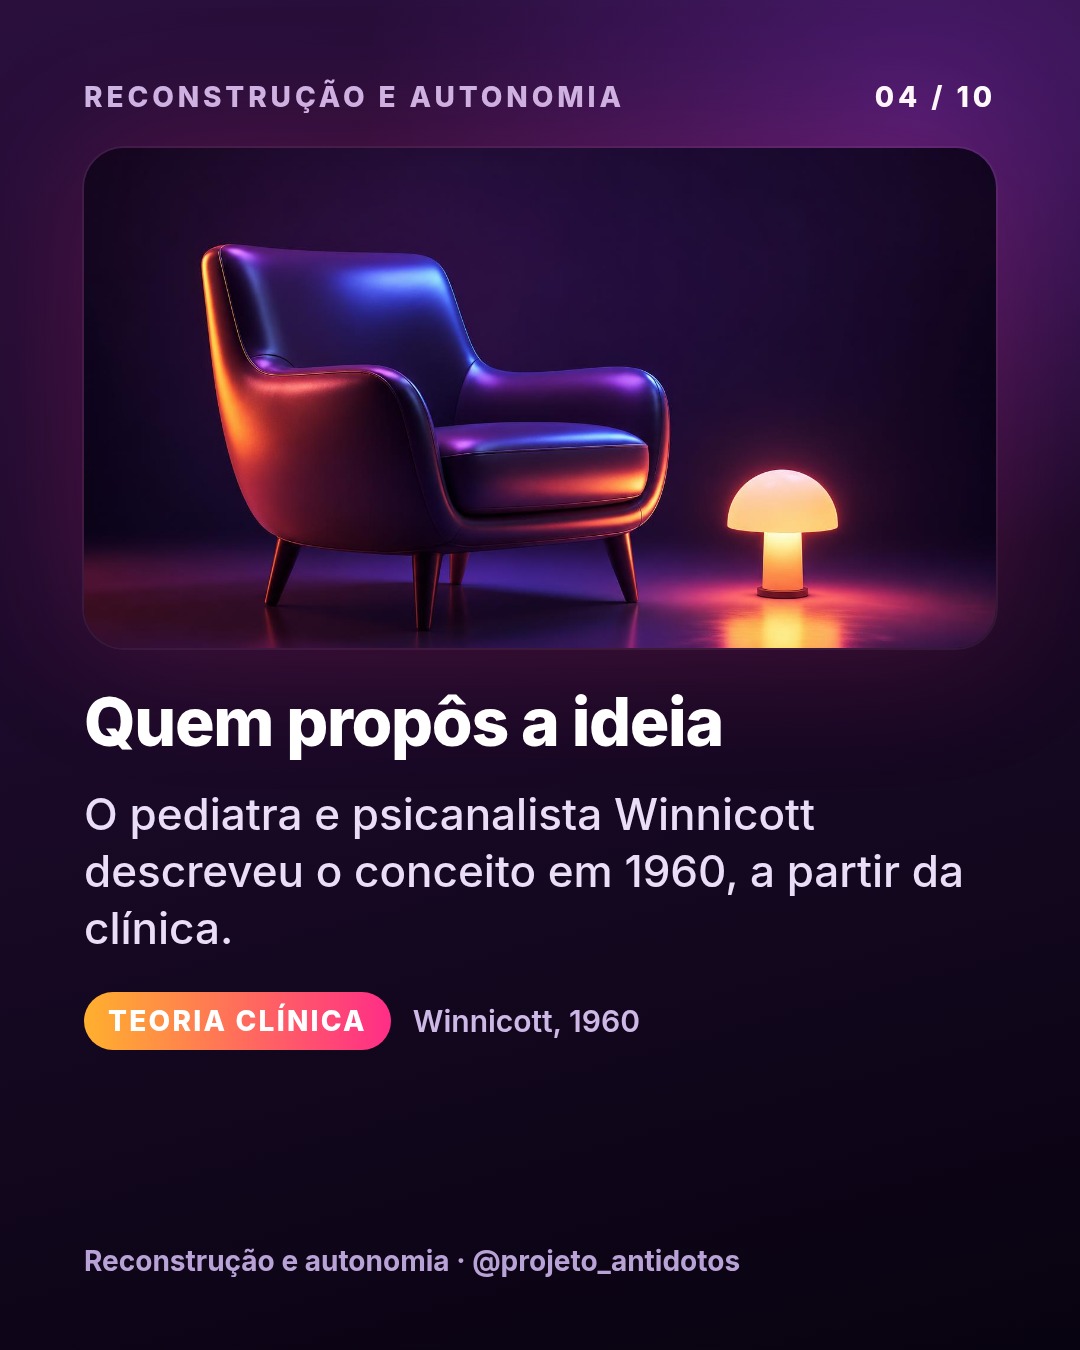 RECONSTRUÇÃO E AUTONOMIA
04 / 10
Quem propôs a ideia
O pediatra e psicanalista Winnicott
descreveu o conceito em 1960, a partir da
clínica.
TEORIA CLÍNICA
Winnicott, 1960
Reconstrução e autonomia · @projeto_antidotos